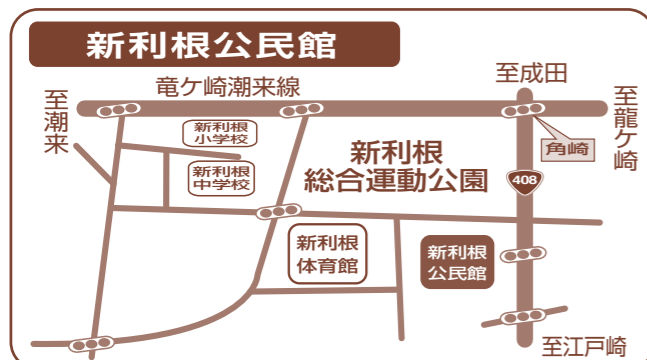 新利根公民館
至成田
竜ケ崎潮来線
至潮来
至龍ケ崎
新利根
小学校
角崎
新利根
中学校
新利根
総合運動公園
408
新利根
体育館
新利根
公民館
至江戸崎